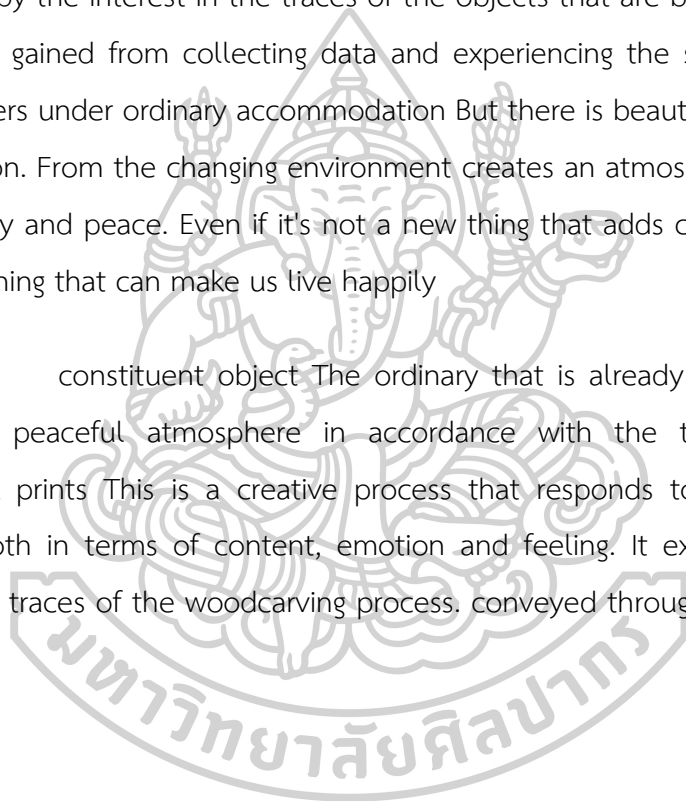 by the interest in the traces of the objects that are b
gained from collecting data and experiencing the s
ers under ordinary accommodation But there is beaut
on. From the changing environment creates an atmos
y and peace. Even if it's not a new thing that adds c
ning that can make us live happily
constituent object The ordinary that is already
peaceful atmosphere in accordance with the t
prints This is a creative process that responds to
oth in terms of content, emotion and feeling. It ex
traces of the woodcarving process. conveyed throug
มหาวิทยาลัยศิลปากร